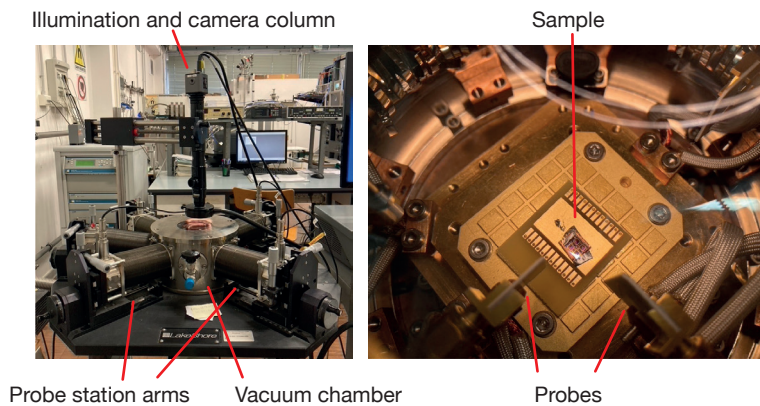 Illumination and camera column
Sample
LakeShore
Probe station arms
Vacuum chamber
Probes